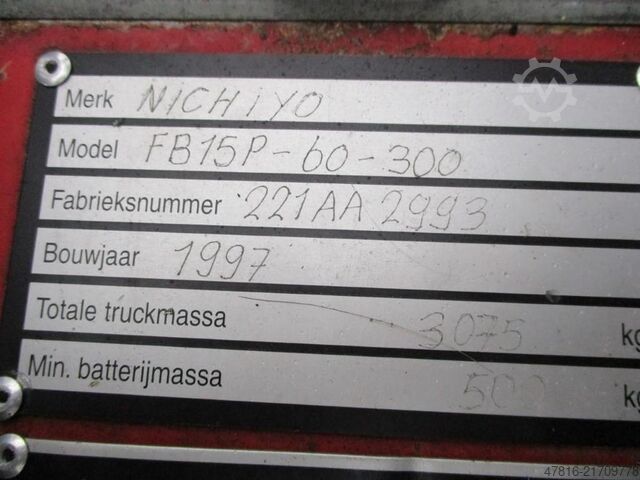 Merk NICHIYO
Model FB15P-60-300
Fabrieksnummer 221AA2993
Bouwjaar 1997
Totale truckmassa 3075 kg
Min. batterijmassa 500 kg
47816-21709778